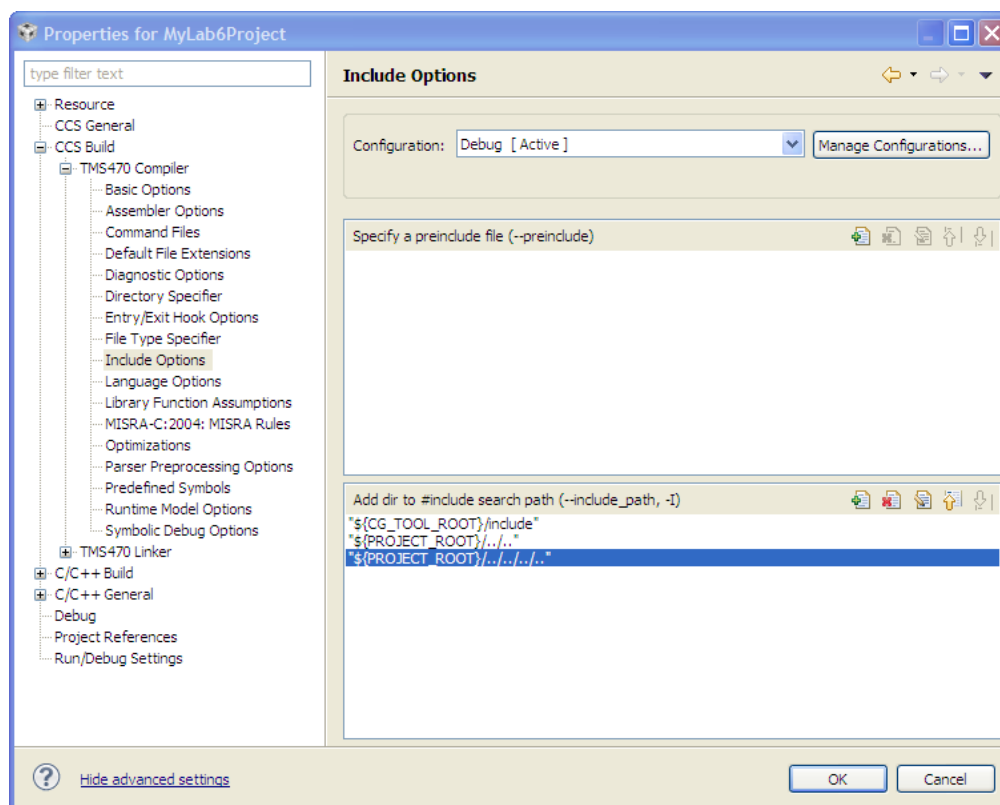 Properties for MyLab6Project
type filter text
Resource
CCS General
CCS Build
TMS470 Compiler
Basic Options
Assembler Options
Command Files
Default File Extensions
Diagnostic Options
Directory Specifier
Entry/Exit Hook Options
File Type Specifier
Include Options
Language Options
Library Function Assumptions
MISRA-C:2004: MISRA Rules
Optimizations
Parser Preprocessing Options
Predefined Symbols
Runtime Model Options
Symbolic Debug Options
TMS470 Linker
C/C++ Build
C/C++ General
Debug
Project References
Run/Debug Settings
Include Options
Configuration: Debug [ Active ] Manage Configurations...
Specify a preinclude file (--preinclude)
Add dir to #include search path (--include_path, -I)
"${CG_TOOL_ROOT}/include"
"${PROJECT_ROOT}/../.."
"${PROJECT_ROOT}/../../../.."
Hide advanced settings
OK Cancel